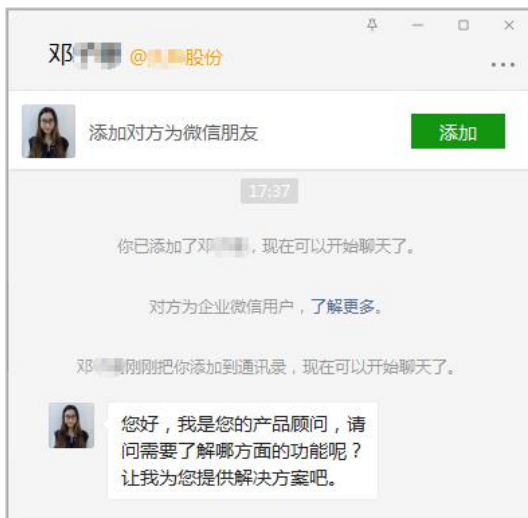 邓 @ 股份
添加对方为微信朋友 添加
17:37
你已添加了邓 ，现在可以开始聊天了。
对方为企业微信用户，了解更多。
邓 刚刚把你添加到通讯录，现在可以开始聊天了。
您好，我是您的产品顾问，请
问需要了解哪方面的功能呢？
让我为您提供解决方案吧。